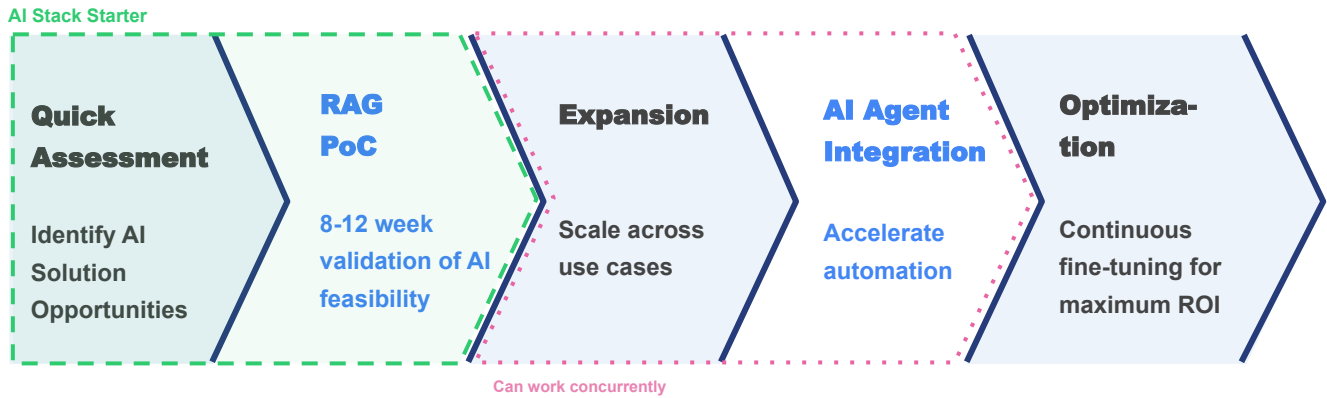 AI Stack Starter
Quick
Assessment
Identify AI
Solution
Opportunities
RAG
PoC
8-12 week
validation of AI
feasibility
Expansion
Scale across
use cases
AI Agent
Integration
Accelerate
automation
Optimiza-
tion
Continuous
fine-tuning for
maximum ROI
Can work concurrently